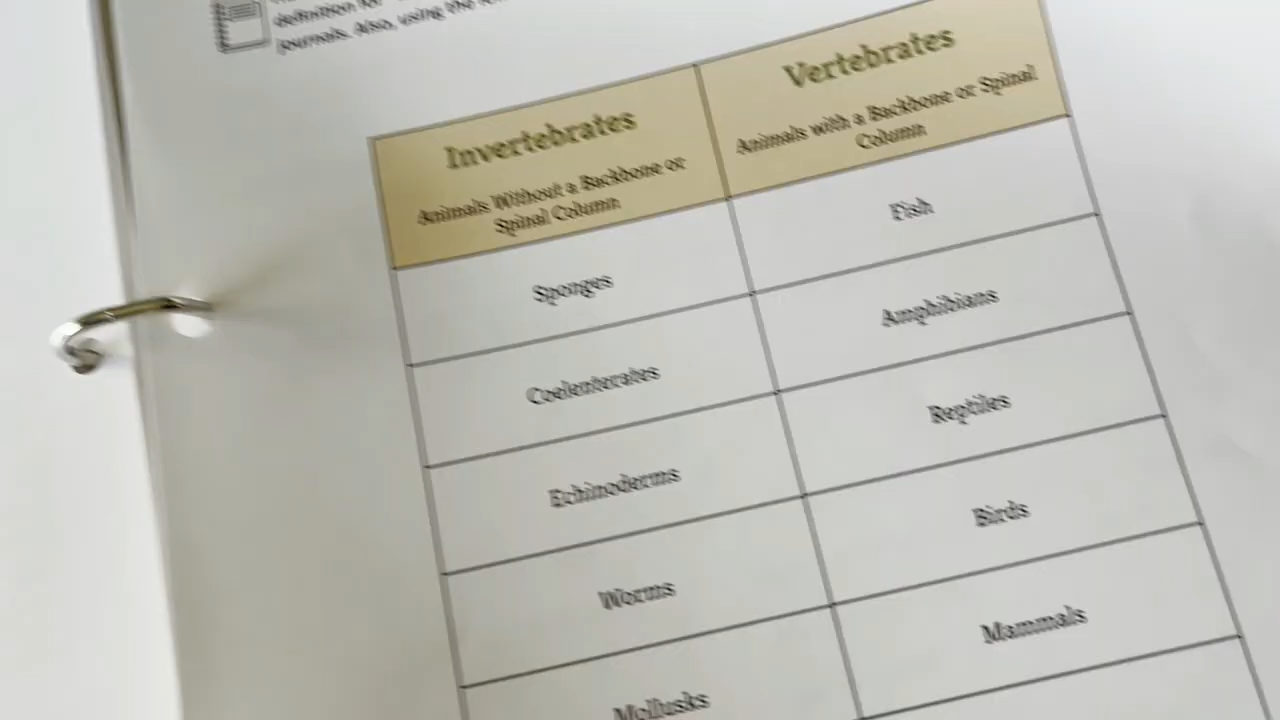 definition for
journals. Also, using the
Invertebrates
Animals Without a Backbone or
Spinal Column
Vertebrates
Animals with a Backbone or Spinal
Column
Sponges
Fish
Coelenterates
Amphibians
Echinoderms
Reptiles
Worms
Birds
Mollusks
Mammals